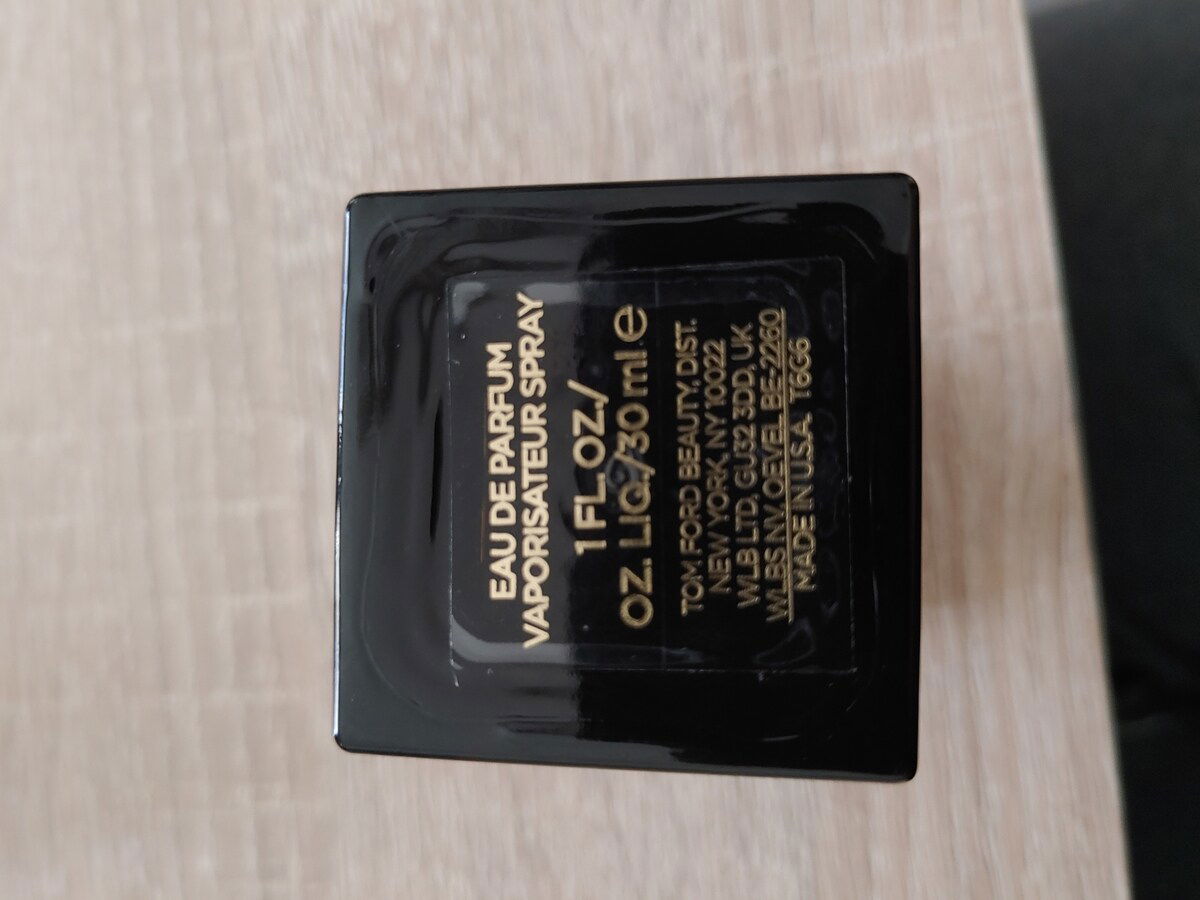 EAU DE PARFUM
VAPORISATEUR SPRAY
1 FL. OZ./
OZ. LIQ./30 ml ℮
TOM FORD BEAUTY, DIST.
NEW YORK, NY 10022
WLB LTD, GU32 3DD, UK
WLBS NV, OEVEL BE-2260
MADE IN U.S.A. T6G6